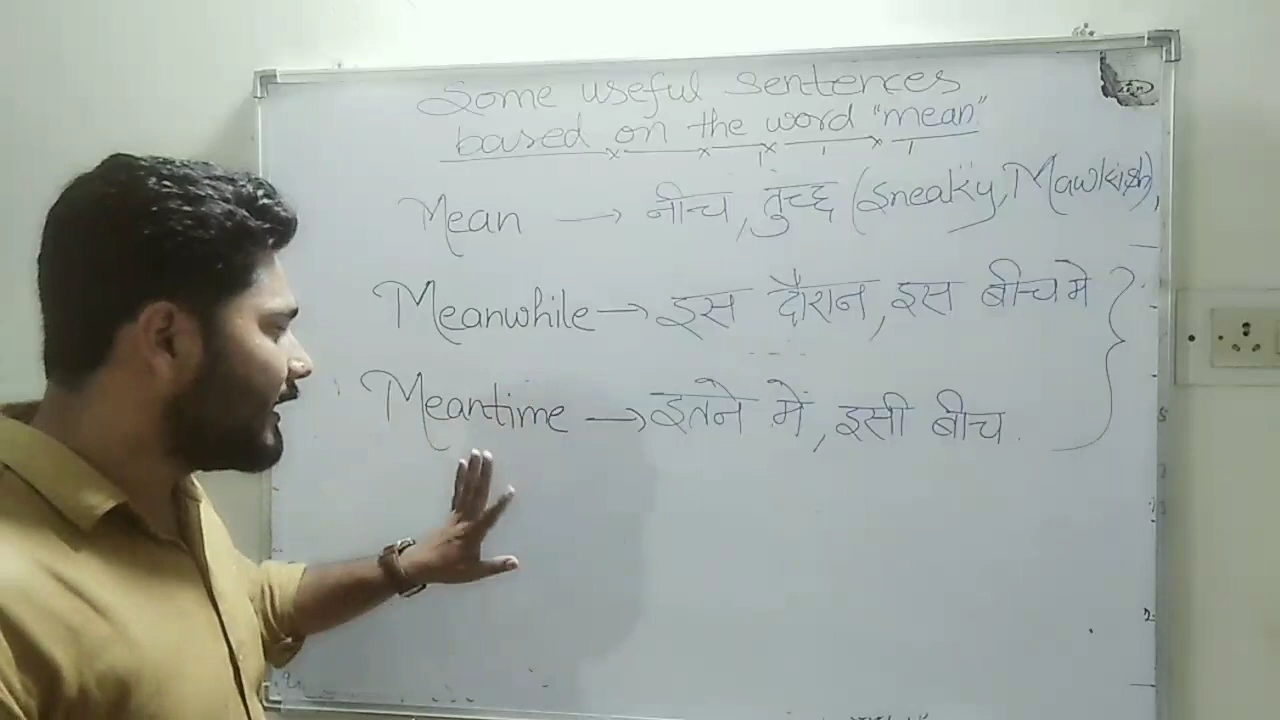 Some useful sentences
based on the word "mean"
Mean → नीच, तुच्छ (Sneaky, Mawkish),
Meanwhile → इस दौरान, इस बीच मे
Meantime → इतने में, इसी बीच